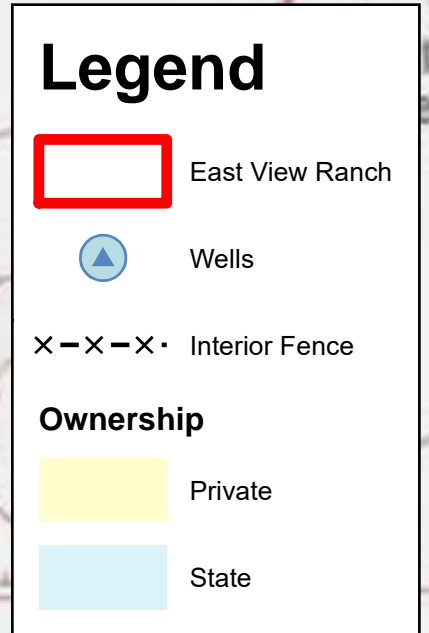 Legend
East View Ranch
Wells
Interior Fence
Ownership
Private
State